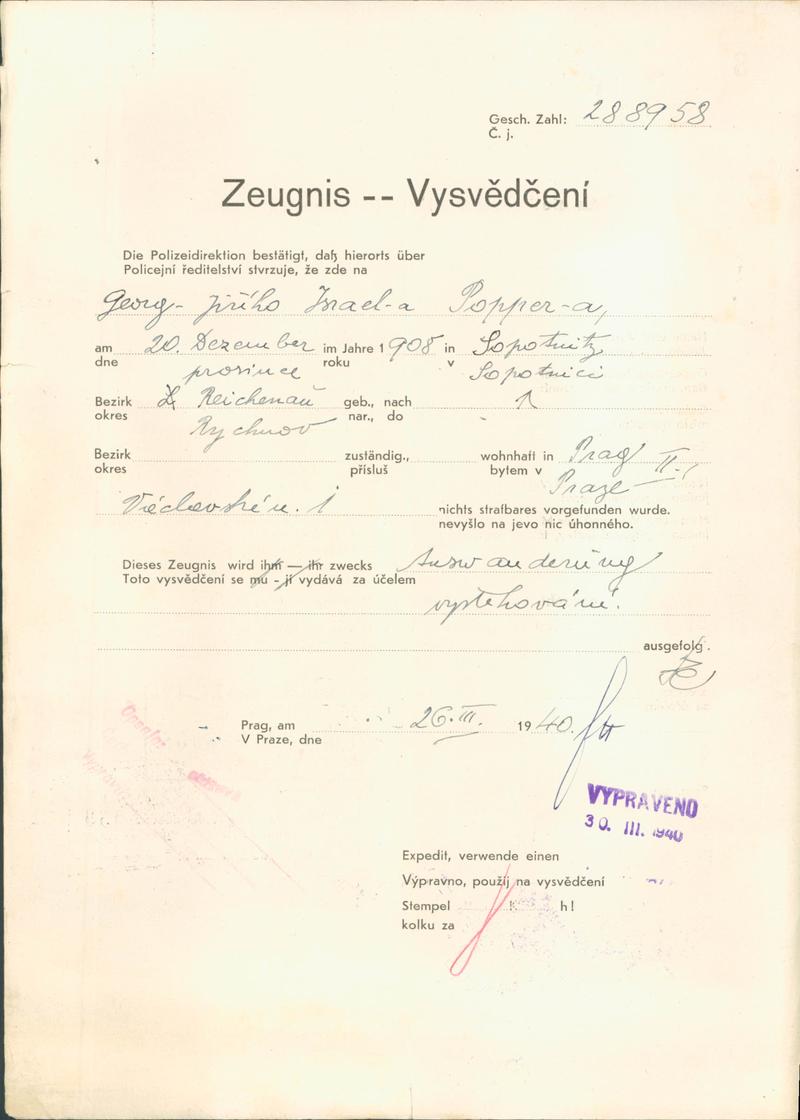 Gesch. Zahl: 288958
Č. j.
Zeugnis -- Vysvědčení
Die Polizeidirektion bestätigt, daß hierorts über
Policejní ředitelství stvrzuje, že zde na
Georg- Jiřího Israel-a Popper-a,
am 20. Dezember im Jahre 1908 in Sopotnitz
dne prosince roku v Sopotnici
Bezirk Reichenau geb., nach
okres Rychnov nar., do
Bezirk zuständig., wohnhaft in Prag II-,
okres přísluš bytem v Praze
Václavské n. 1 nichts strafbares vorgefunden wurde.
nevyšlo na jevo nic úhonného.
Dieses Zeugnis wird ihm — ihr zwecks Auswanderung
Toto vysvědčení se mu - jí vydává za účelem
vystěhování.
ausgefolg.
Prag, am 26. III. 1940.
V Praze, dne
VYPRAVENO
30. III. 1940
Expedit, verwende einen
Výpravno, použij na vysvědčení
Stempel K h!
kolku za